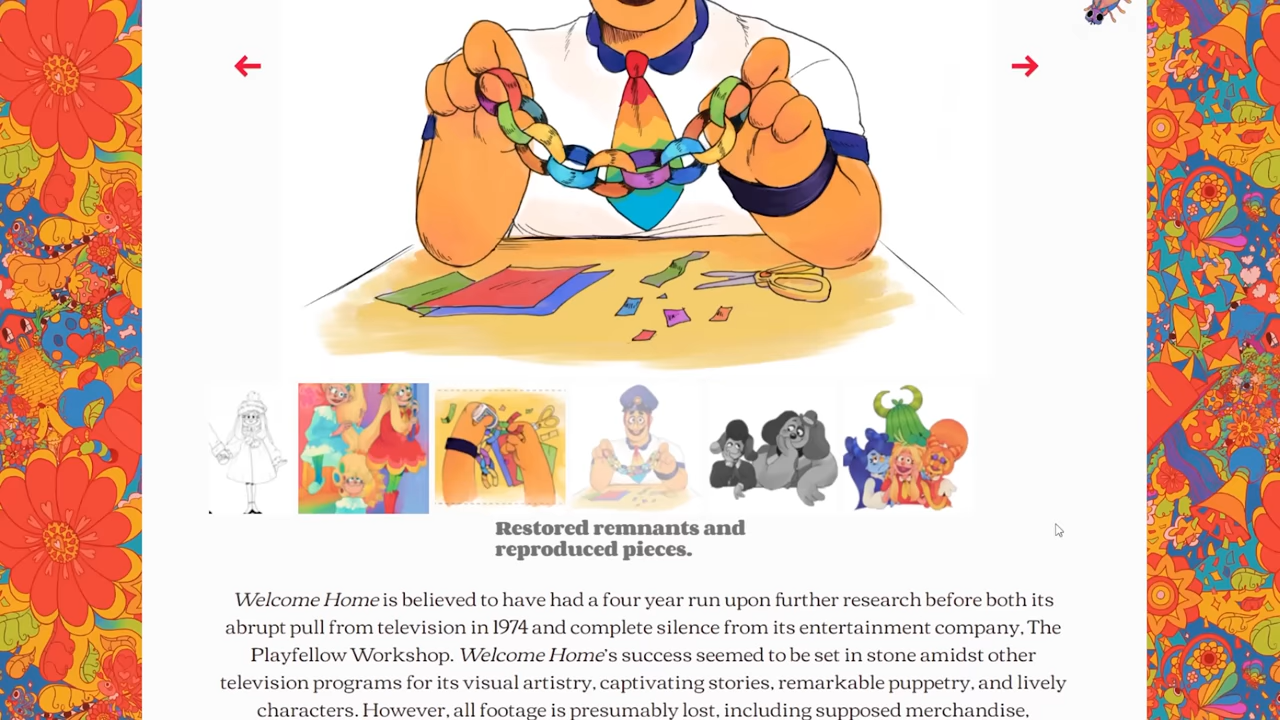 Restored remnants and
reproduced pieces.
Welcome Home is believed to have had a four year run upon further research before both its
abrupt pull from television in 1974 and complete silence from its entertainment company, The
Playfellow Workshop. Welcome Home's success seemed to be set in stone amidst other
television programs for its visual artistry, captivating stories, remarkable puppetry, and lively
characters. However, all footage is presumably lost, including supposed merchandise,